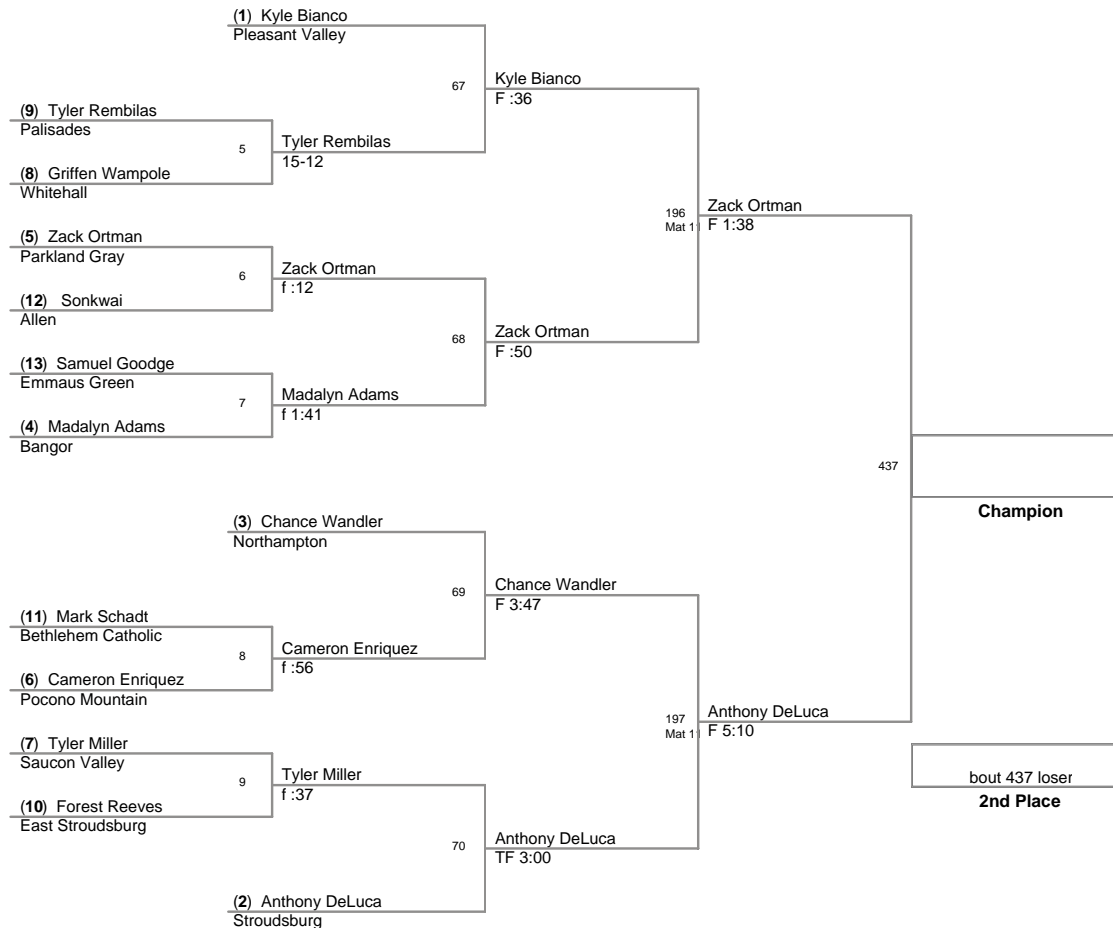 (1) Kyle Bianco
Pleasant Valley
67
Kyle Bianco
F :36
(9) Tyler Rembilas
Palisades
5
Tyler Rembilas
15-12
(8) Griffen Wampole
Whitehall
196
Mat 11
Zack Ortman
F 1:38
(5) Zack Ortman
Parkland Gray
6
Zack Ortman
f :12
(12) Sonkwai
Allen
68
Zack Ortman
F :50
(13) Samuel Goodge
Emmaus Green
7
Madalyn Adams
f 1:41
(4) Madalyn Adams
Bangor
437
Champion
(3) Chance Wandler
Northampton
69
Chance Wandler
F 3:47
(11) Mark Schadt
Bethlehem Catholic
8
Cameron Enriquez
f :56
(6) Cameron Enriquez
Pocono Mountain
197
Mat 11
Anthony DeLuca
F 5:10
(7) Tyler Miller
Saucon Valley
9
Tyler Miller
f :37
(10) Forest Reeves
East Stroudsburg
bout 437 loser
2nd Place
70
Anthony DeLuca
TF 3:00
(2) Anthony DeLuca
Stroudsburg